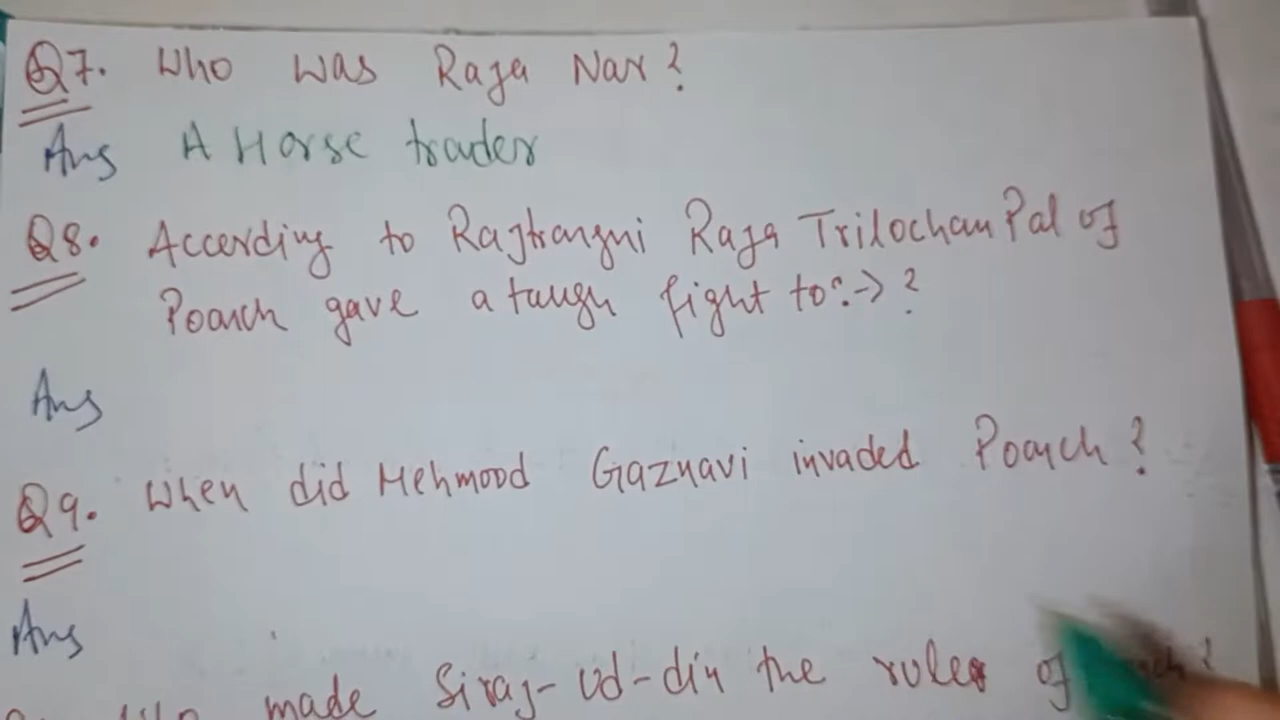 Q7. Who was Raja Nar?
Ans A Horse trader
Q8. According to Rajtrangni Raja Trilochan Pal of
Poonch gave a tough fight to:-> ?
Ans
Q9. When did Mehmood Gaznavi invaded Poonch?
Ans
made Siraj-Ud-din the ruler of